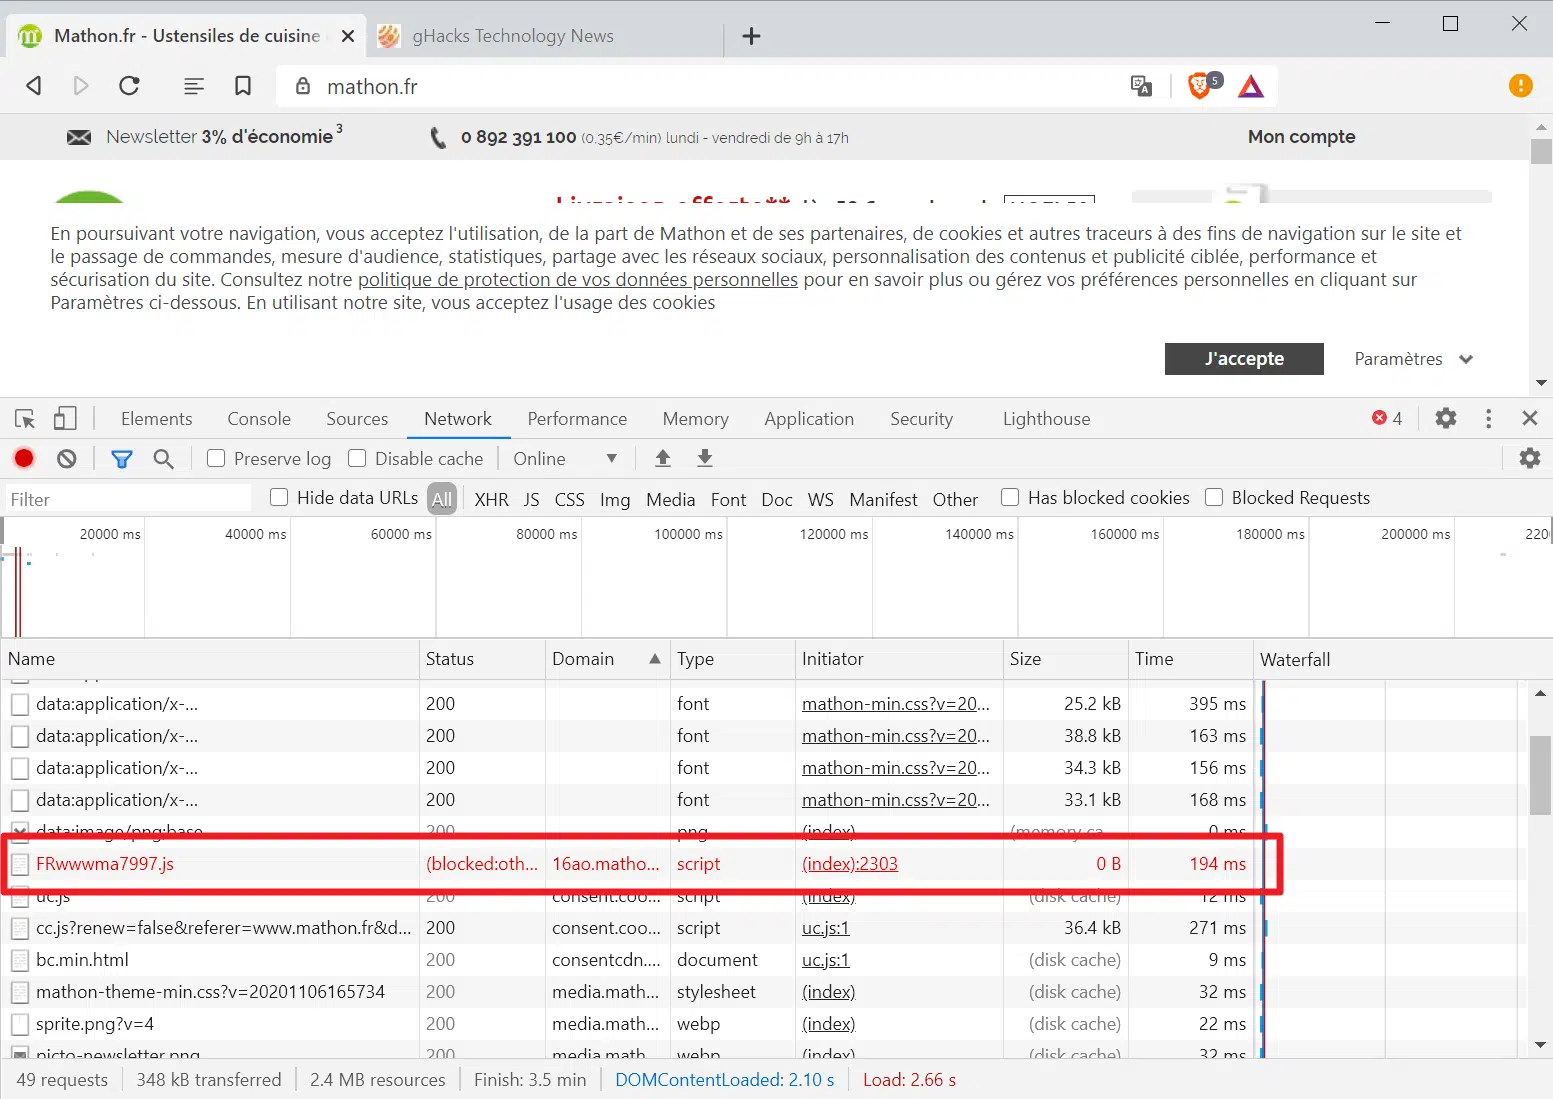 Mathon.fr - Ustensiles de cuisine
gHacks Technology News
mathon.fr
5
Newsletter 3% d'économie 3
0 892 391 100 (0,35€/min) lundi - vendredi de 9h à 17h
Mon compte
En poursuivant votre navigation, vous acceptez l'utilisation, de la part de Mathon et de ses partenaires, de cookies et autres traceurs à des fins de navigation sur le site et
le passage de commandes, mesure d'audience, statistiques, partage avec les réseaux sociaux, personnalisation des contenus et publicité ciblée, performance et
sécurisation du site. Consultez notre politique de protection de vos données personnelles pour en savoir plus ou gérez vos préférences personnelles en cliquant sur
Paramètres ci-dessous. En utilisant notre site, vous acceptez l'usage des cookies
J'accepte Paramètres
Elements Console Sources Network Performance Memory Application Security Lighthouse 4
Preserve log Disable cache Online
Filter Hide data URLs All XHR JS CSS Img Media Font Doc WS Manifest Other Has blocked cookies Blocked Requests
20000 ms 40000 ms 60000 ms 80000 ms 100000 ms 120000 ms 140000 ms 160000 ms 180000 ms 200000 ms 220
Name Status Domain Type Initiator Size Time Waterfall
data:application/x-... 200 font mathon-min.css?v=20... 25.2 kB 395 ms
data:application/x-... 200 font mathon-min.css?v=20... 38.8 kB 163 ms
data:application/x-... 200 font mathon-min.css?v=20... 34.3 kB 156 ms
data:application/x-... 200 font mathon-min.css?v=20... 33.1 kB 168 ms
data:image/png;base 200 png (index) (memory ca 0 ms
FRwwwma7997.js (blocked:oth... 16ao.matho... script (index):2303 0 B 194 ms
uc.js 200 consent.coo... script (index) (disk cache) 12 ms
cc.js?renew=false&referer=www.mathon.fr&d... 200 consent.coo... script uc.js:1 36.4 kB 271 ms
bc.min.html 200 consentcdn.... document uc.js:1 (disk cache) 9 ms
mathon-theme-min.css?v=20201106165734 200 media.math... stylesheet (index) (disk cache) 32 ms
sprite.png?v=4 200 media.math... webp (index) (disk cache) 22 ms
picto-newsletter.png 200 media.math webp (index) (disk cache) 32 ms
49 requests 348 kB transferred 2.4 MB resources Finish: 3.5 min DOMContentLoaded: 2.10 s Load: 2.66 s